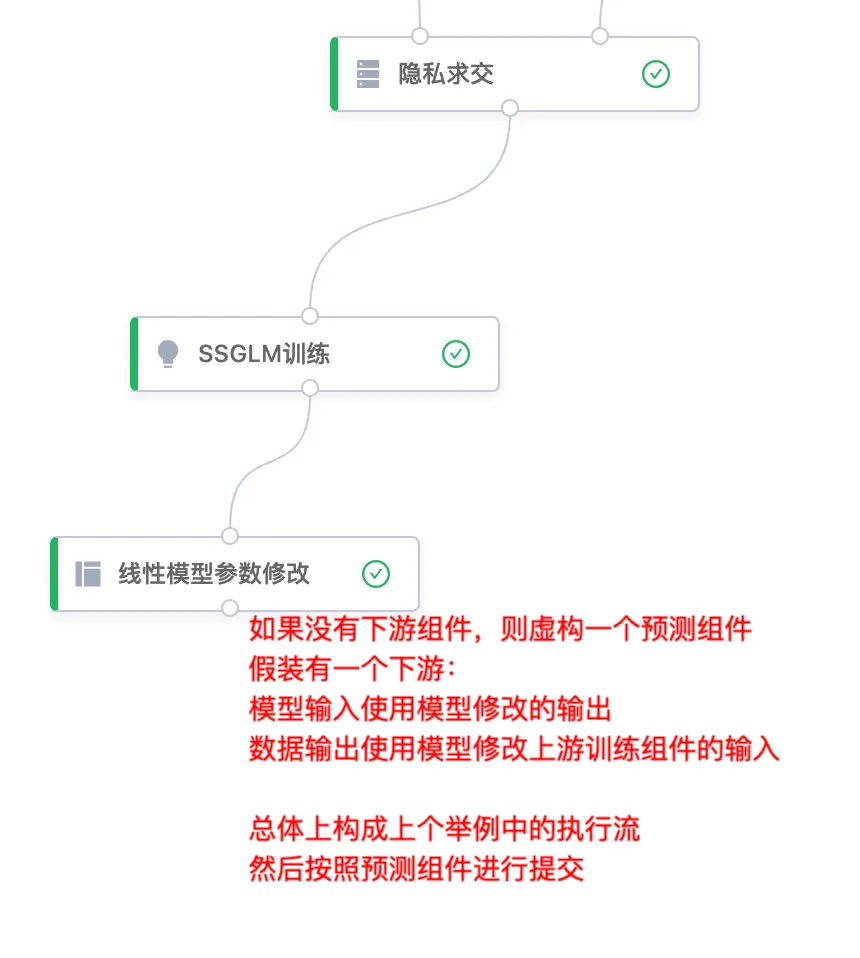 隐私求交
SSGLM训练
线性模型参数修改
如果没有下游组件，则虚构一个预测组件
假装有一个下游：
模型输入使用模型修改的输出
数据输出使用模型修改上游训练组件的输入
总体上构成上个举例中的执行流
然后按照预测组件进行提交